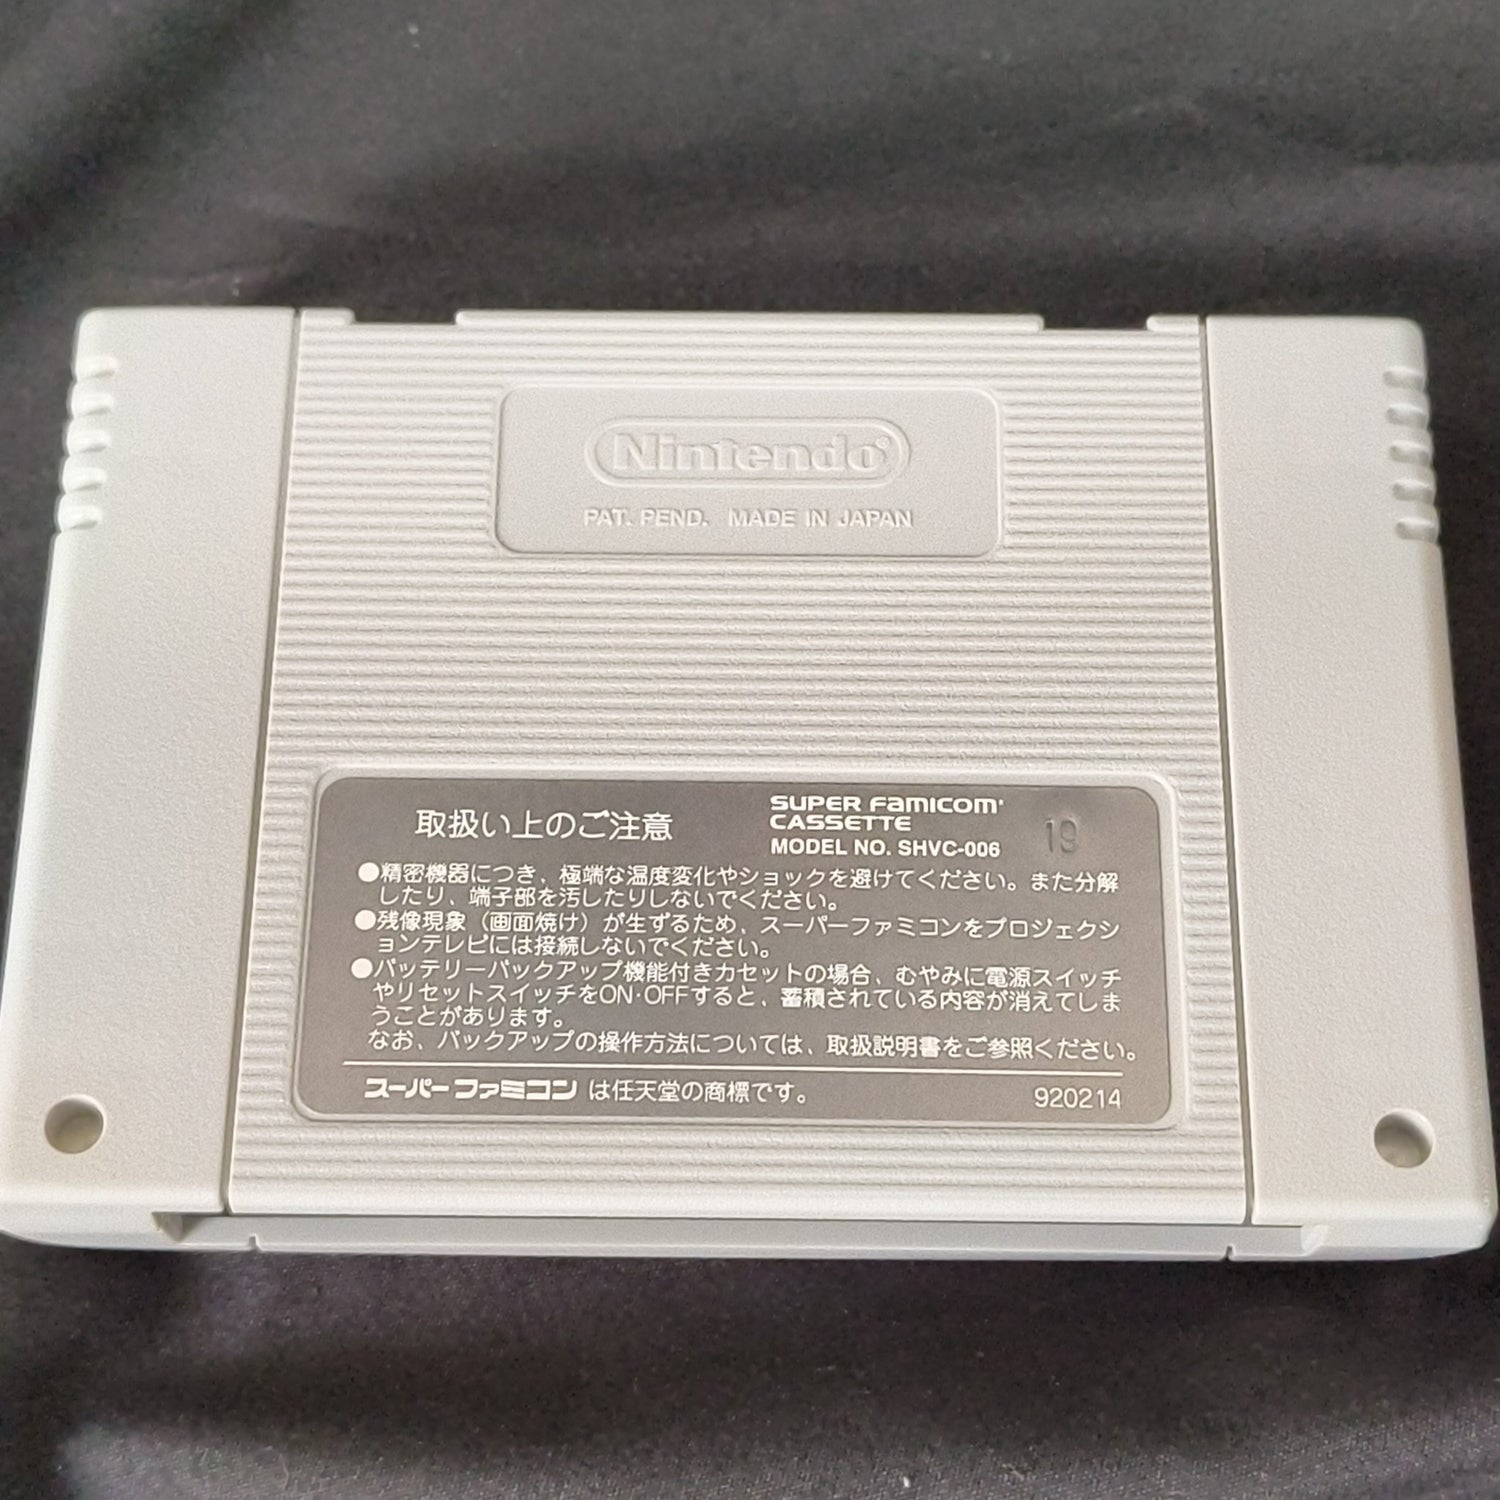 Nintendo®
PAT. PEND. MADE IN JAPAN
取扱い上のご注意
SUPER FAMICOM
CASSETTE
MODEL NO. SHVC-006
19
●精密機器につき、極端な温度変化やショックを避けてください。また分解
したり、端子部を汚したりしないでください。
●残像現象（画面焼け）が生ずるため、スーパーファミコンをプロジェクシ
ョンテレビには接続しないでください。
●バッテリーバックアップ機能付きカセットの場合、むやみに電源スイッチ
やリセットスイッチをON·OFFすると、蓄積されている内容が消えてしま
うことがあります。
なお、バックアップの操作方法については、取扱説明書をご参照ください。
スーパーファミコン は任天堂の商標です。
920214